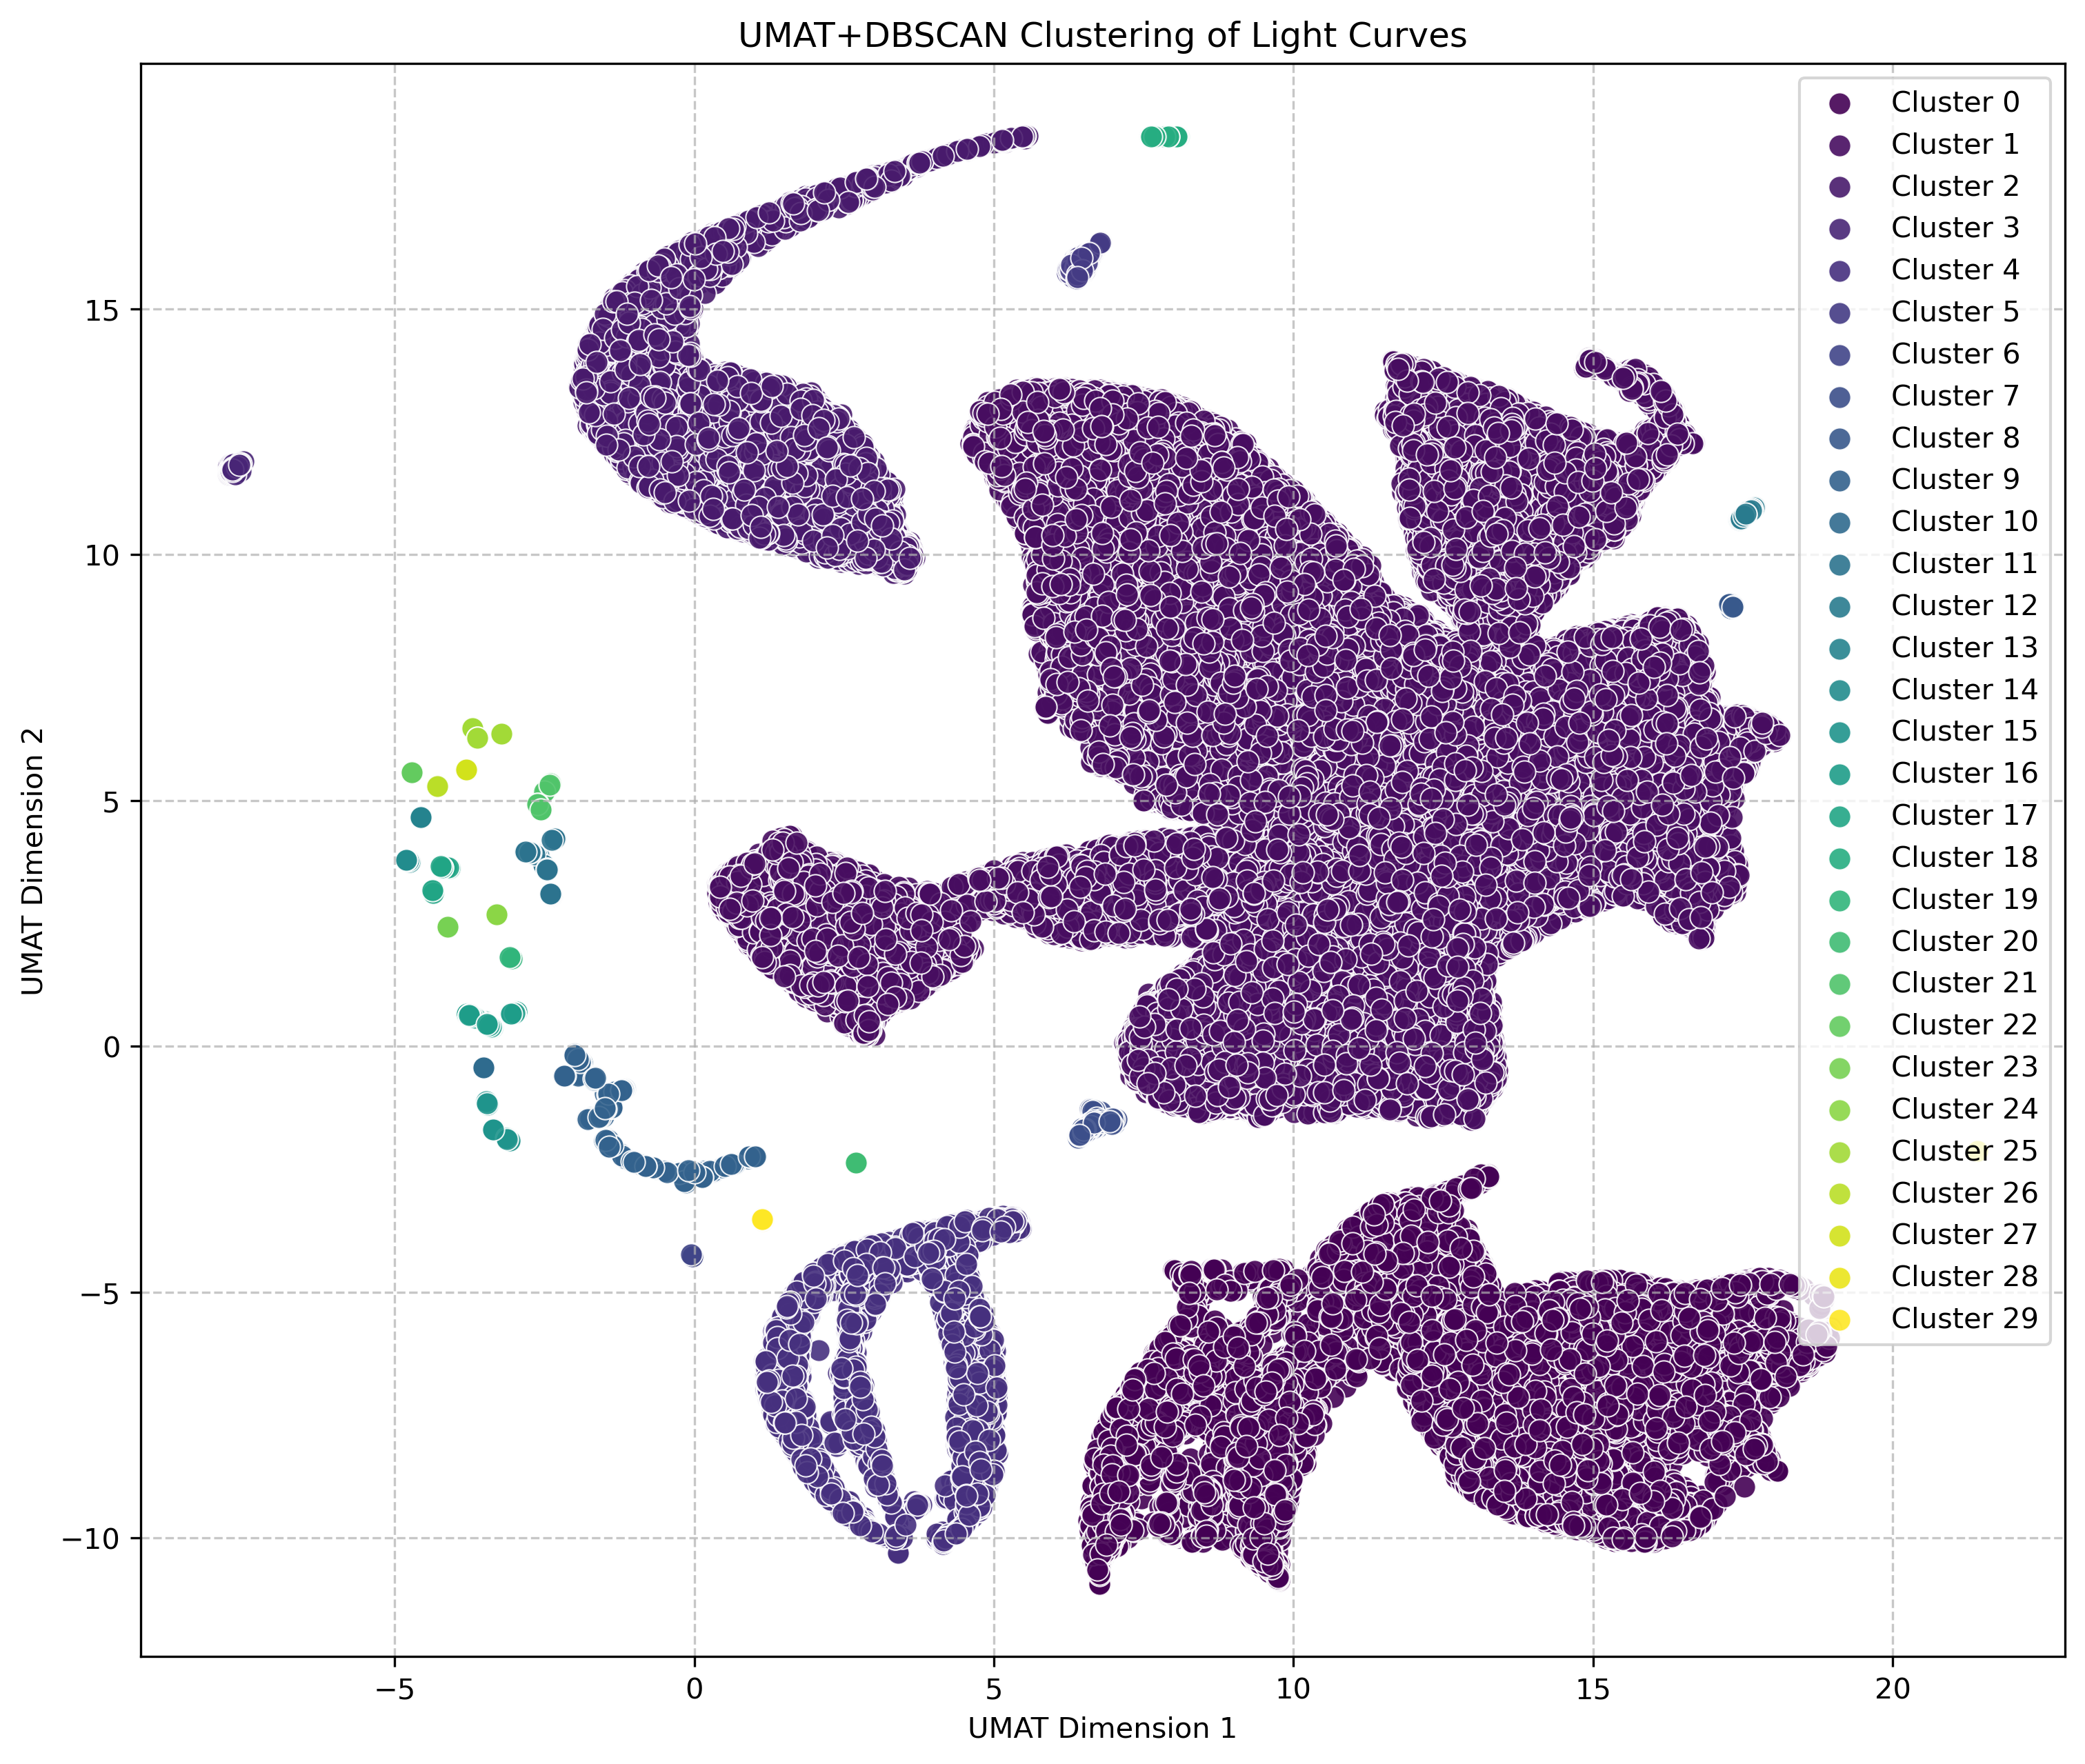 UMAT+DBSCAN Clustering of Light Curves
Cluster 0
Cluster 1
Cluster 2
Cluster 3
Cluster 4
Cluster 5
Cluster 6
Cluster 7
Cluster 8
Cluster 9
Cluster 10
Cluster 11
Cluster 12
Cluster 13
Cluster 14
Cluster 15
Cluster 16
Cluster 17
Cluster 18
Cluster 19
Cluster 20
Cluster 21
Cluster 22
Cluster 23
Cluster 24
Cluster 25
Cluster 26
Cluster 27
Cluster 28
Cluster 29
UMAT Dimension 2
15
10
5
0
−5
−10
−5
0
5
10
15
20
UMAT Dimension 1